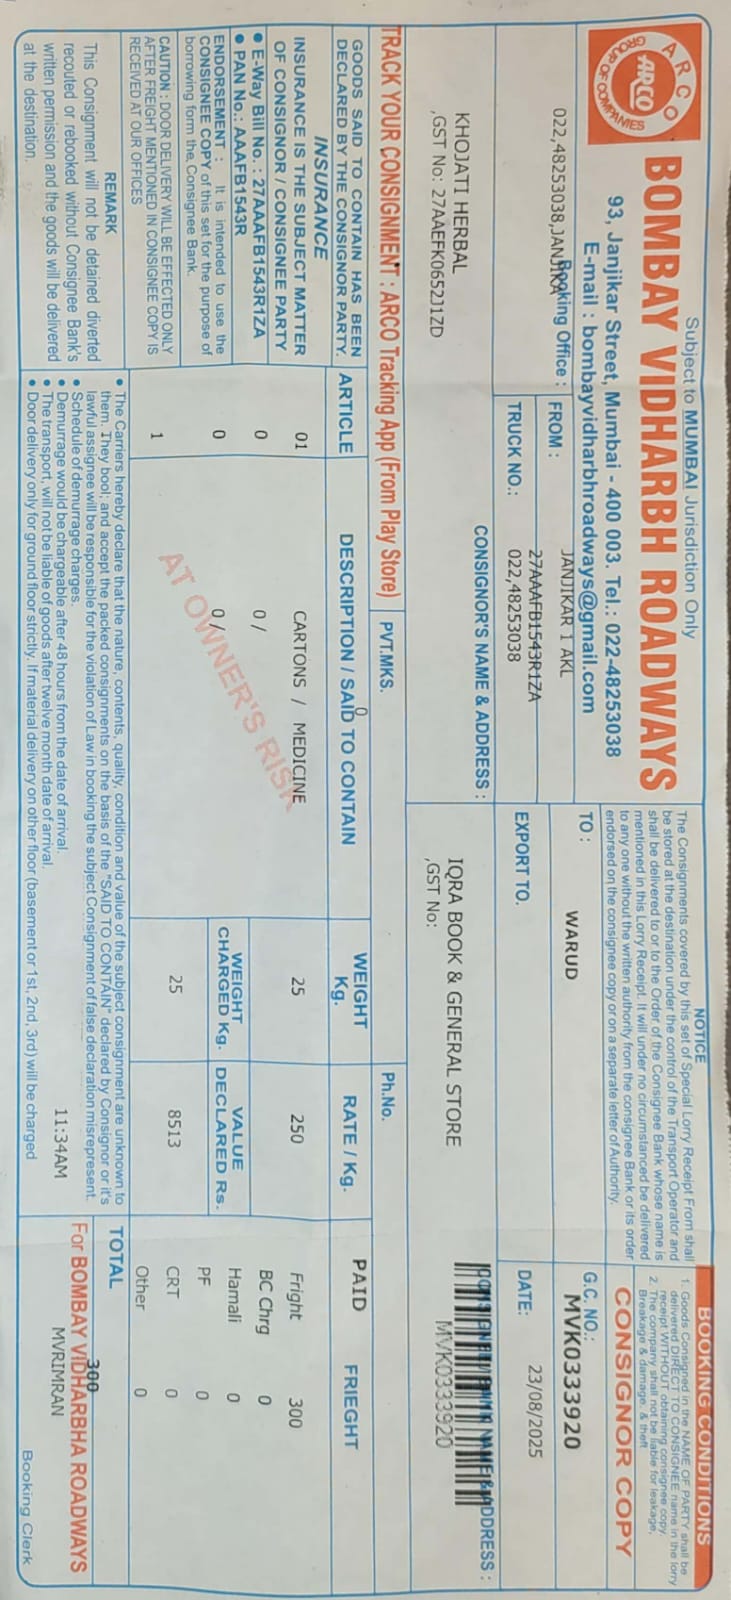 ARCO
GROUP OF COMPANIES
ARCO
Subject to MUMBAI Jurisdiction Only
BOMBAY VIDHARBH ROADWAYS
93, Janjikar Street, Mumbai - 400 003. Tel.: 022-48253038
E-mail : bombayvidharbhroadways@gmail.com
NOTICE
The Consignments covered by this set of Special Lorry Receipt From shall
be stored at the destination under the control of the Transport Operator and
shall be delivered to or to the Order of the Consignee Bank whose name is
mentioned in this Lorry Receipt. It will under no circumstanced be delivered
to any one without the written authority from the consignee Bank or its order
endorsed on the consignee copy or on a separate letter of Authority.
BOOKING CONDITIONS
1. Goods Consigned in the NAME OF PARTY shall be
delivered DIRECT TO CONSIGNEE name in the lorry
receipt WITHOUT obtaining consignee copy.
2. The company shall not be liable for leakage,
Breakage & damage. & theft
CONSIGNOR COPY
Booking Office :
022,48253038,JANJIKA
FROM :
JANJIKAR 1 AKL
27AAAFB1543R1ZA
TRUCK NO.:
022,48253038
TO :
WARUD
EXPORT TO.
G.C. NO.:
MVK0333920
DATE:
23/08/2025
CONSIGNOR'S NAME & ADDRESS :
KHOJATI HERBAL
,GST No: 27AAEFK0652J1ZD
CONSIGNEE / BANK NAME & ADDRESS :
IQRA BOOK & GENERAL STORE
,GST No:
MVK0333920
TRACK YOUR CONSIGNMENT : ARCO Tracking App (From Play Store)
PVT.MKS.
0
Ph.No.
GOODS SAID TO CONTAIN HAS BEEN
DECLARED BY THE CONSIGNOR PARTY.
INSURANCE
INSURANCE IS THE SUBJECT MATTER
OF CONSIGNOR / CONSIGNEE PARTY
• E-Way Bill No. : 27AAAFB1543R1ZA
• PAN No.: AAAFB1543R
ENDORSEMENT : It is intended to use the
CONSIGNEE COPY of this set for the purpose of
borrowing form the Consignee Bank.
CAUTION : DOOR DELIVERY WILL BE EFFECTED ONLY
AFTER FREIGHT MENTIONED IN CONSIGNEE COPY IS
RECEIVED AT OUR OFFICES
REMARK
This Consignment will not be detained diverted
recouted or rebooked without Consignee Bank's
written permission and the goods will be delivered
at the destination.
ARTICLE
DESCRIPTION / SAID TO CONTAIN
WEIGHT Kg.
RATE / Kg.
PAID FRIEGHT
01 CARTONS / MEDICINE 25 250 Fright 300
0 0 / BC Chrg 0
WEIGHT CHARGED Kg.
VALUE DECLARED Rs.
0 0 / Hamali 0
PF 0
1 25 8513 CRT 0
Other 0
AT OWNER'S RISK
TOTAL 300
• The Carriers hereby declare that the nature, contents, quality, condition and value of the subject consignment are unknown to
them. They bool; and accept the packed consignments on the basis of the "SAID TO CONTAIN" declared by Consignor or it's
lawful assignee will be responsible for the violation of Law in booking the subject Consignment of false declaration misrepresent.
• Schedule of demurrage charges.
• Demurrage would be chargeable after 48 hours from the date of arrival.
• The transport, will not be liable of goods after twelve month date of arrival.
• Door delivery only for ground floor strictly. If material delivery on other floor (basement or 1st, 2nd, 3rd) will be charged
11:34AM
For BOMBAY VIDHARBHA ROADWAYS
MVRIMRAN
Booking Clerk